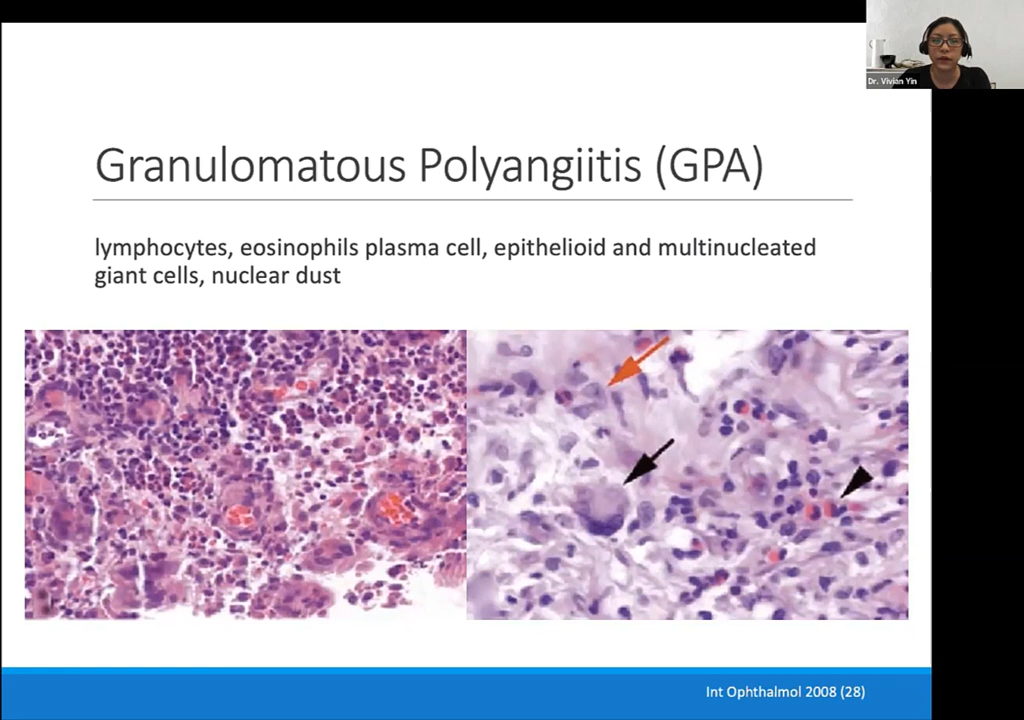 Dr. Vivian Yin
Granulomatous Polyangiitis (GPA)
lymphocytes, eosinophils plasma cell, epithelioid and multinucleated
giant cells, nuclear dust
Int Ophthalmol 2008 (28)